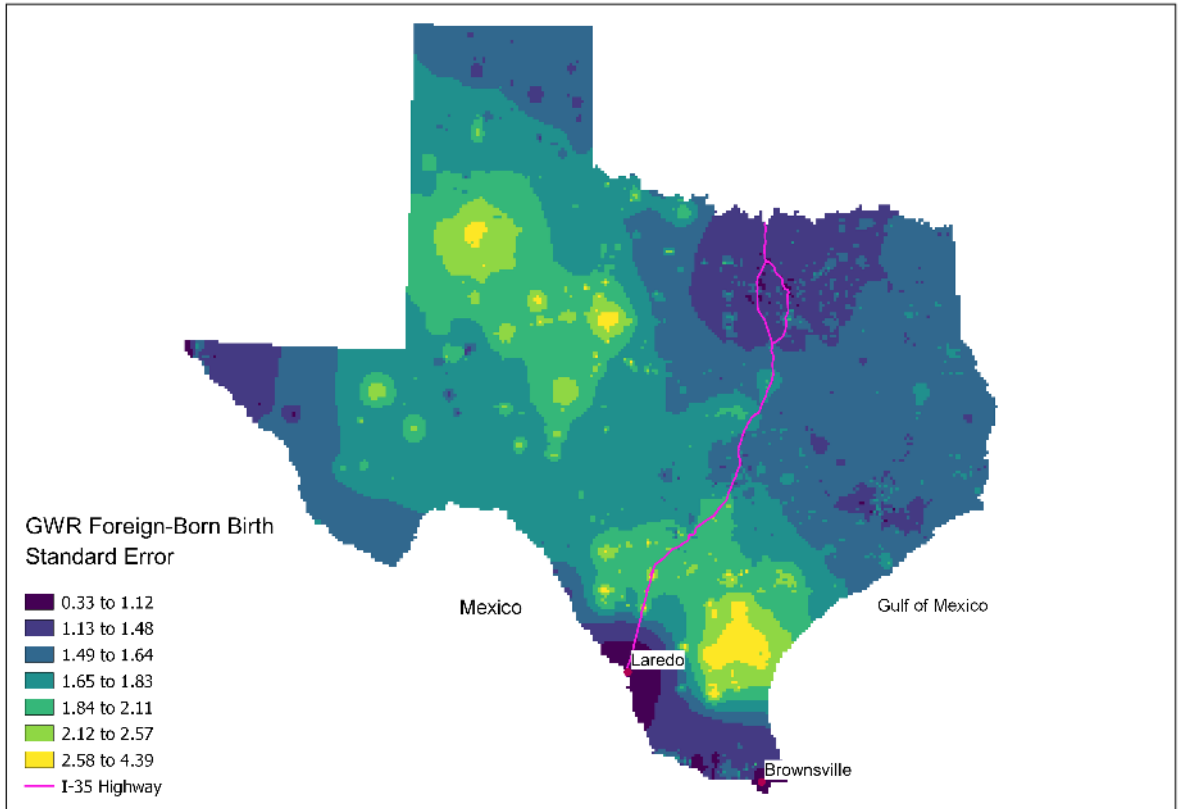 GWR Foreign-Born Birth
Standard Error
0.33 to 1.12
1.13 to 1.48
1.49 to 1.64
1.65 to 1.83
1.84 to 2.11
2.12 to 2.57
2.58 to 4.39
I-35 Highway
Mexico
Gulf of Mexico
Laredo
Brownsville